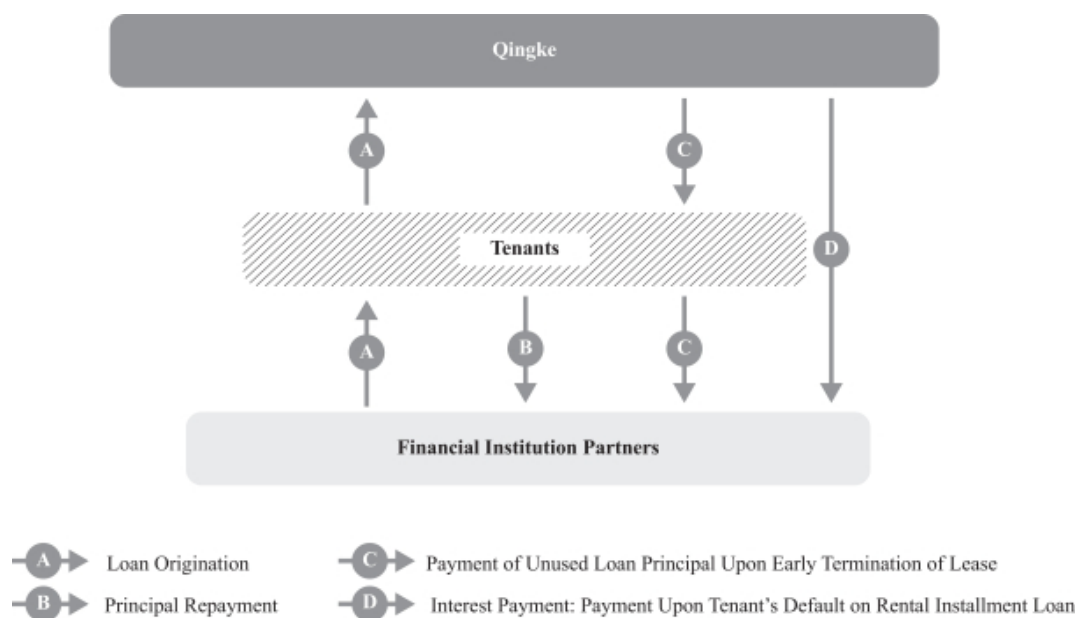 Qingke
A
C
Tenants
D
A
B
C
Financial Institution Partners
A Loan Origination
C Payment of Unused Loan Principal Upon Early Termination of Lease
B Principal Repayment
D Interest Payment: Payment Upon Tenant's Default on Rental Installment Loan